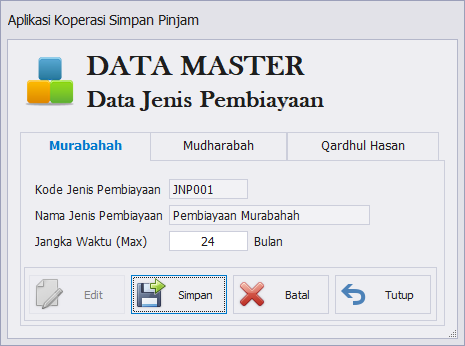 Aplikasi Koperasi Simpan Pinjam
DATA MASTER
Data Jenis Pembiayaan
Murabahah Mudharabah Qardhul Hasan
Kode Jenis Pembiayaan JNP001
Nama Jenis Pembiayaan Pembiayaan Murabahah
Jangka Waktu (Max) 24 Bulan
Edit Simpan Batal Tutup